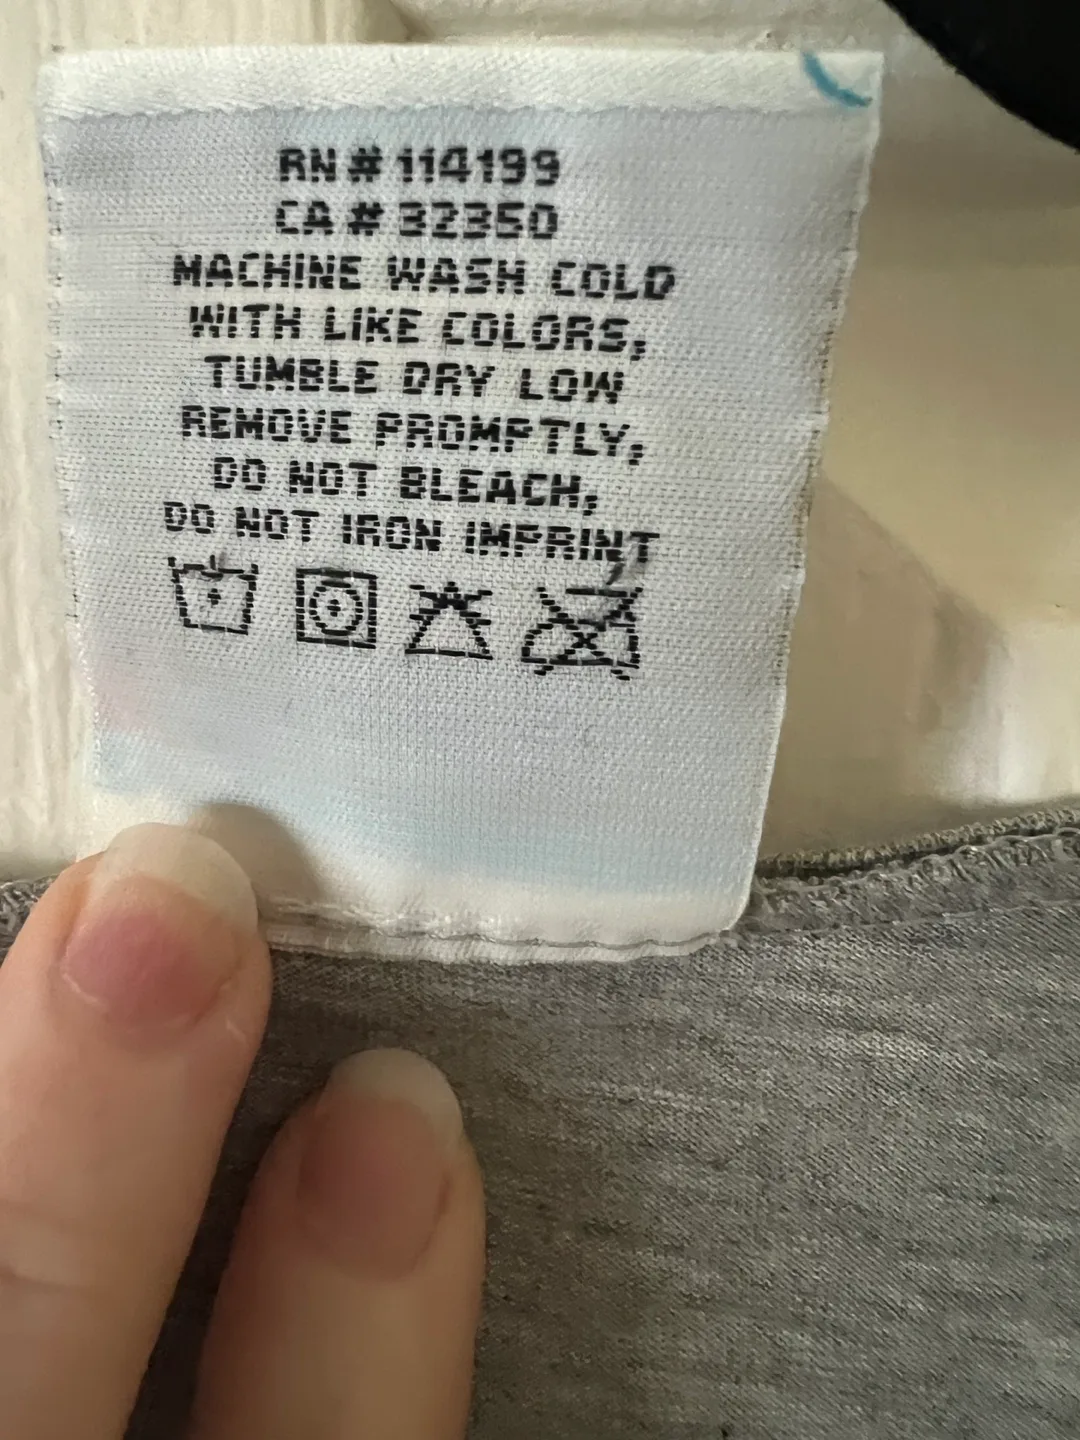 RN # 114199
CA # 32350
MACHINE WASH COLD
WITH LIKE COLORS,
TUMBLE DRY LOW
REMOVE PROMPTLY,
DO NOT BLEACH,
DO NOT IRON IMPRINT